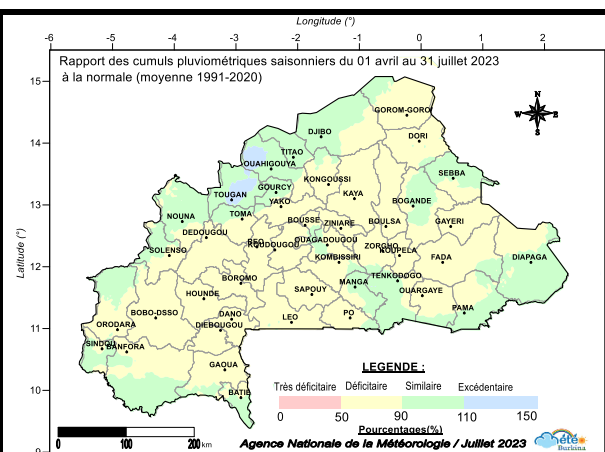 Longitude (°)
-6 -5 -4 -3 -2 -1 0 1 2
Rapport des cumuls pluviométriques saisonniers du 01 avril au 31 juillet 2023
à la normale (moyenne 1991-2020)
15
14
13
12
11
10
9
Latitude (°)
N
W E
S
GOROM-GORO
DORI
DJIBO
TITAO
OUAHIGOUYA
SEBBA
KONGOUSSI
GOURCY
TOUGAN
KAYA
YAKO
BOGANDE
NOUNA
TOMA
BOUSSE
ZINIARE
BOULSA
GAYERI
DEDOUGOU
REO
KOUDOUGOU
OUAGADOUGOU
ZORGHO
KOUPELA
SOLENSO
KOMBISSIRI
FADA
DIAPAGA
TENKODOGO
BOROMO
MANGA
HOUNDE
SAPOUY
OUARGAYE
PAMA
BOBO-DSSO
DANO
LEO
PO
ORODARA
DIEBOUGOU
SINDOU
BANFORA
GAOUA
BATIE
LEGENDE :
Très déficitaire Déficitaire Similaire Excédentaire
0 50 90 110 150
Pourcentages(%)
0 100 200 km
Agence Nationale de la Météorologie / Juillet 2023
Météo
Burkina